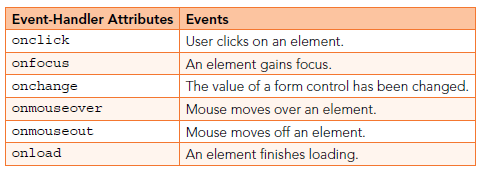 Event-Handler Attributes Events
onclick User clicks on an element.
onfocus An element gains focus.
onchange The value of a form control has been changed.
onmouseover Mouse moves over an element.
onmouseout Mouse moves off an element.
onload An element finishes loading.